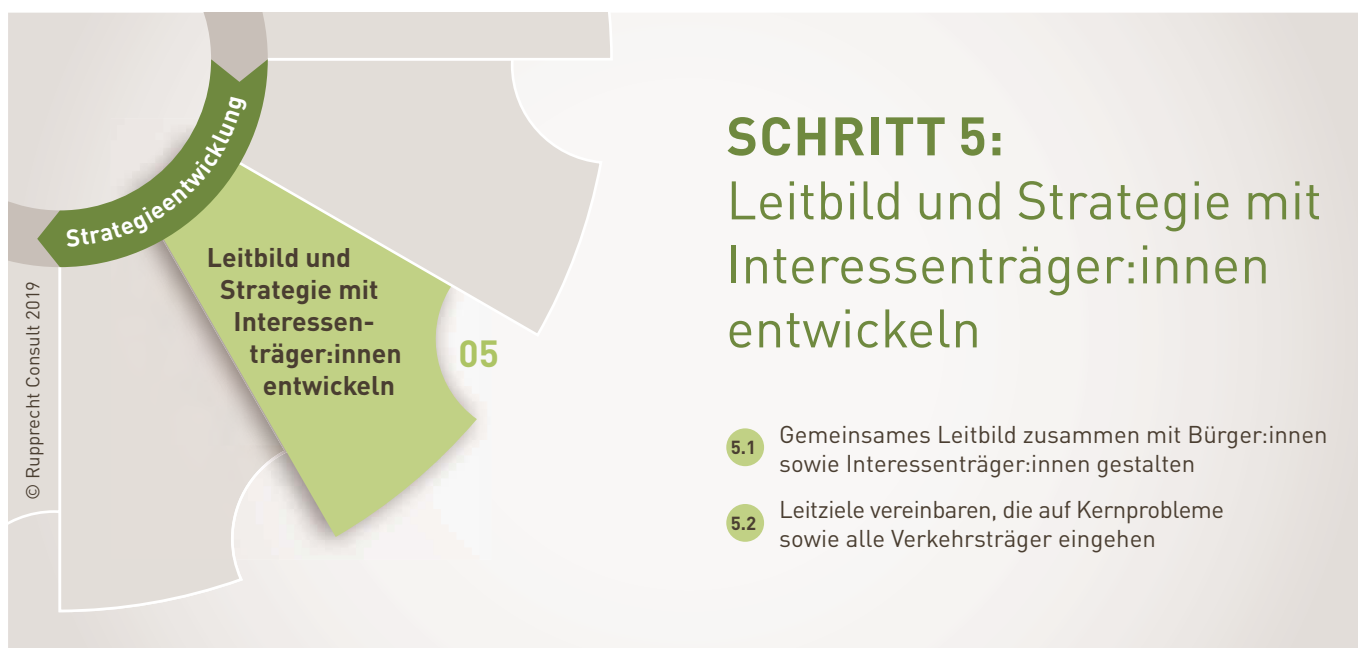 Strategieentwicklung
Leitbild und
Strategie mit
Interessen-
träger:innen
entwickeln
05
© Rupprecht Consult 2019
SCHRITT 5:
Leitbild und Strategie mit
Interessenträger:innen
entwickeln
5.1 Gemeinsames Leitbild zusammen mit Bürger:innen
sowie Interessenträger:innen gestalten
5.2 Leitziele vereinbaren, die auf Kernprobleme
sowie alle Verkehrsträger eingehen